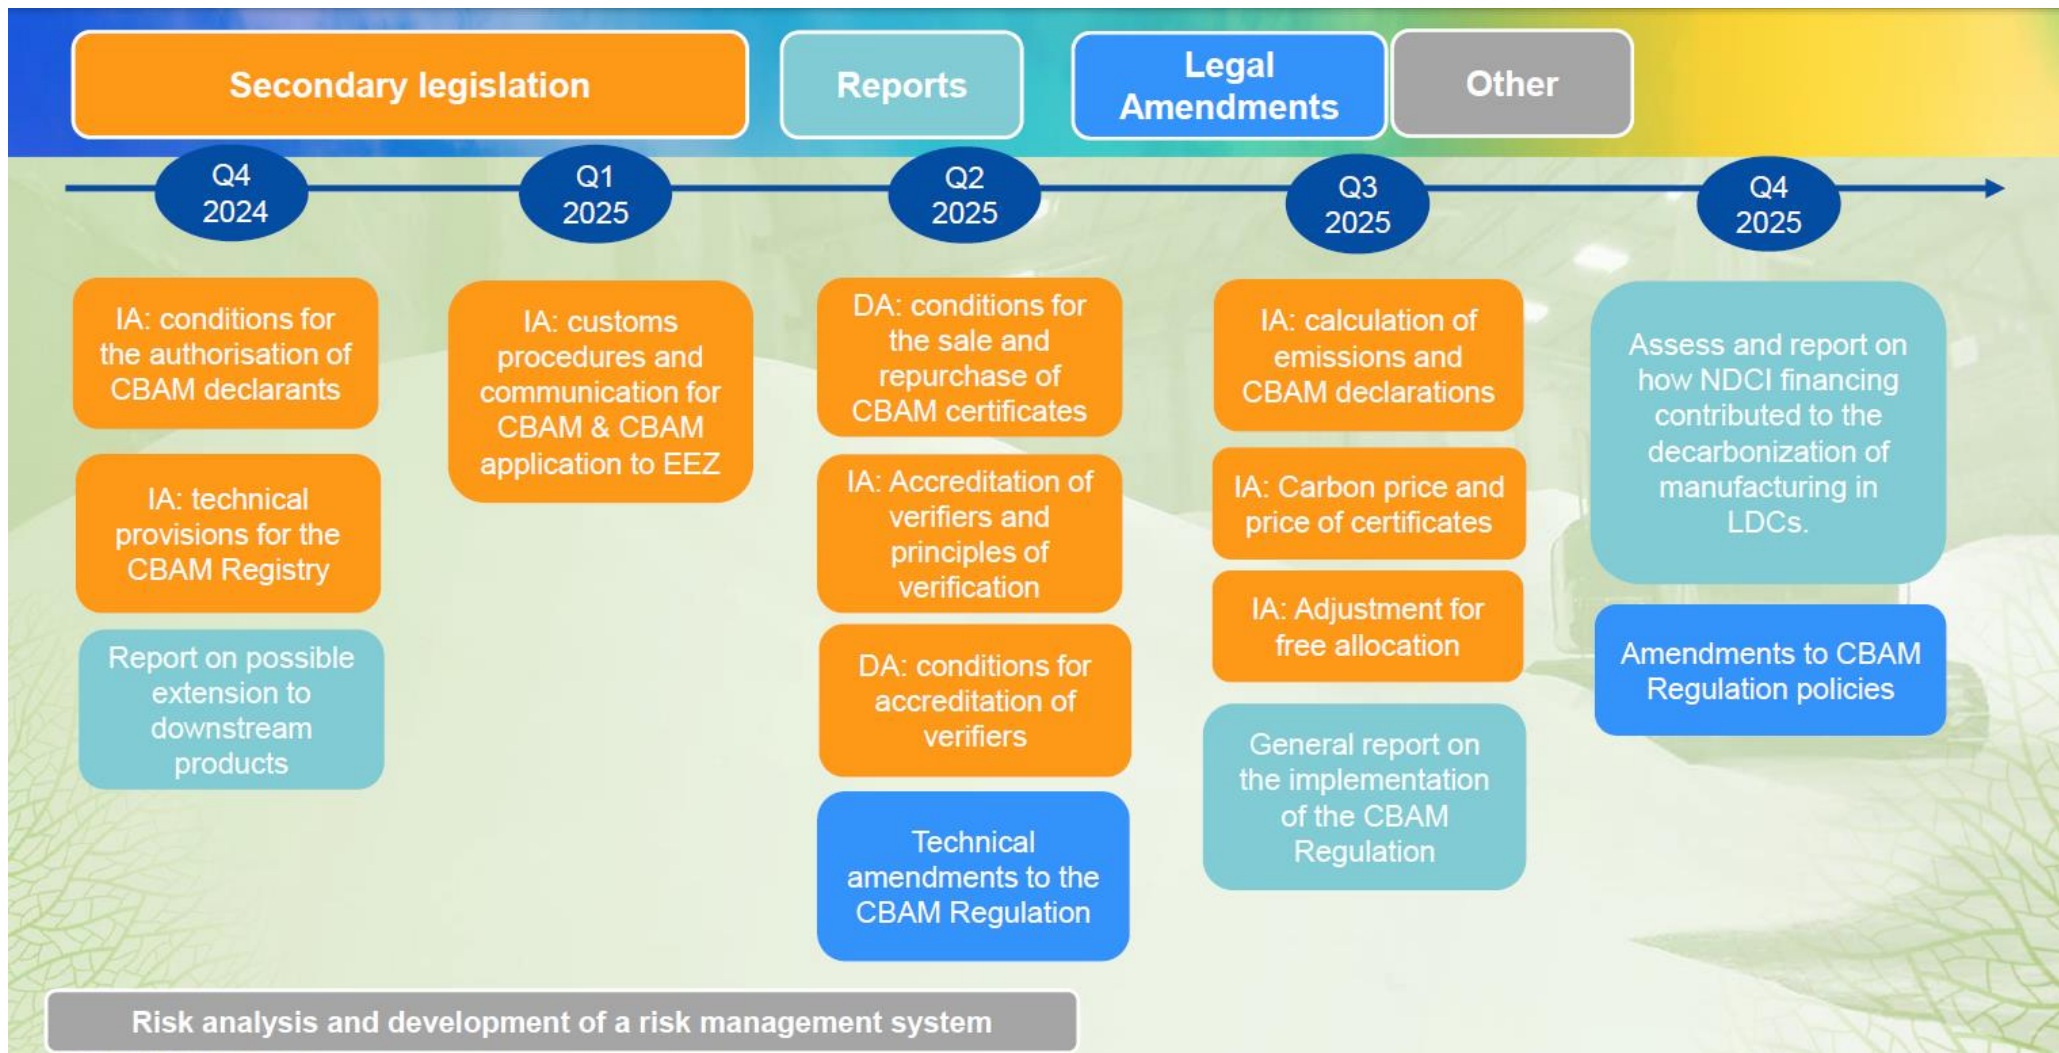 Secondary legislation
Reports
Legal
Amendments
Other
Q4
2024
Q1
2025
Q2
2025
Q3
2025
Q4
2025
IA: conditions for
the authorisation of
CBAM declarants
IA: technical
provisions for the
CBAM Registry
Report on possible
extension to
downstream
products
IA: customs
procedures and
communication for
CBAM & CBAM
application to EEZ
DA: conditions for
the sale and
repurchase of
CBAM certificates
IA: Accreditation of
verifiers and
principles of
verification
DA: conditions for
accreditation of
verifiers
Technical
amendments to the
CBAM Regulation
IA: calculation of
emissions and
CBAM declarations
IA: Carbon price and
price of certificates
IA: Adjustment for
free allocation
General report on
the implementation
of the CBAM
Regulation
Assess and report on
how NDCI financing
contributed to the
decarbonization of
manufacturing in
LDCs.
Amendments to CBAM
Regulation policies
Risk analysis and development of a risk management system